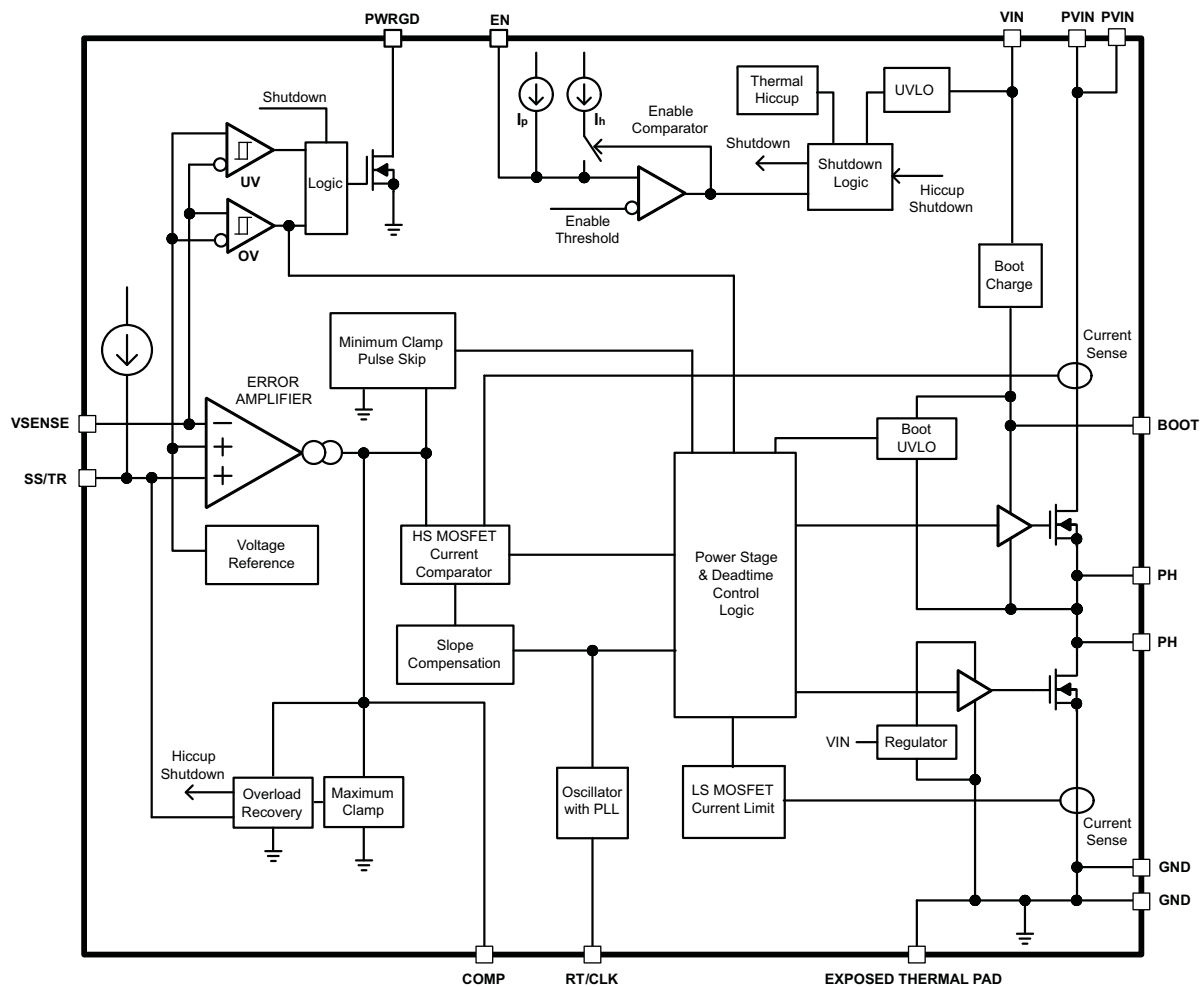 PWRGD
EN
VIN
PVIN
PVIN
Shutdown
Thermal
Hiccup
UVLO
Ip
Ih
Enable
Comparator
Shutdown
Shutdown
Logic
Hiccup
Shutdown
UV
Logic
Enable
Threshold
OV
Boot
Charge
Minimum Clamp
Pulse Skip
Current
Sense
ERROR
AMPLIFIER
VSENSE
−
+
+
SS/TR
BOOT
Boot
UVLO
Voltage
Reference
HS MOSFET
Current
Comparator
Power Stage
& Deadtime
Control
Logic
PH
Slope
Compensation
PH
VIN
Regulator
Hiccup
Shutdown
Overload
Recovery
Maximum
Clamp
Oscillator
with PLL
LS MOSFET
Current Limit
Current
Sense
GND
GND
COMP
RT/CLK
EXPOSED THERMAL PAD